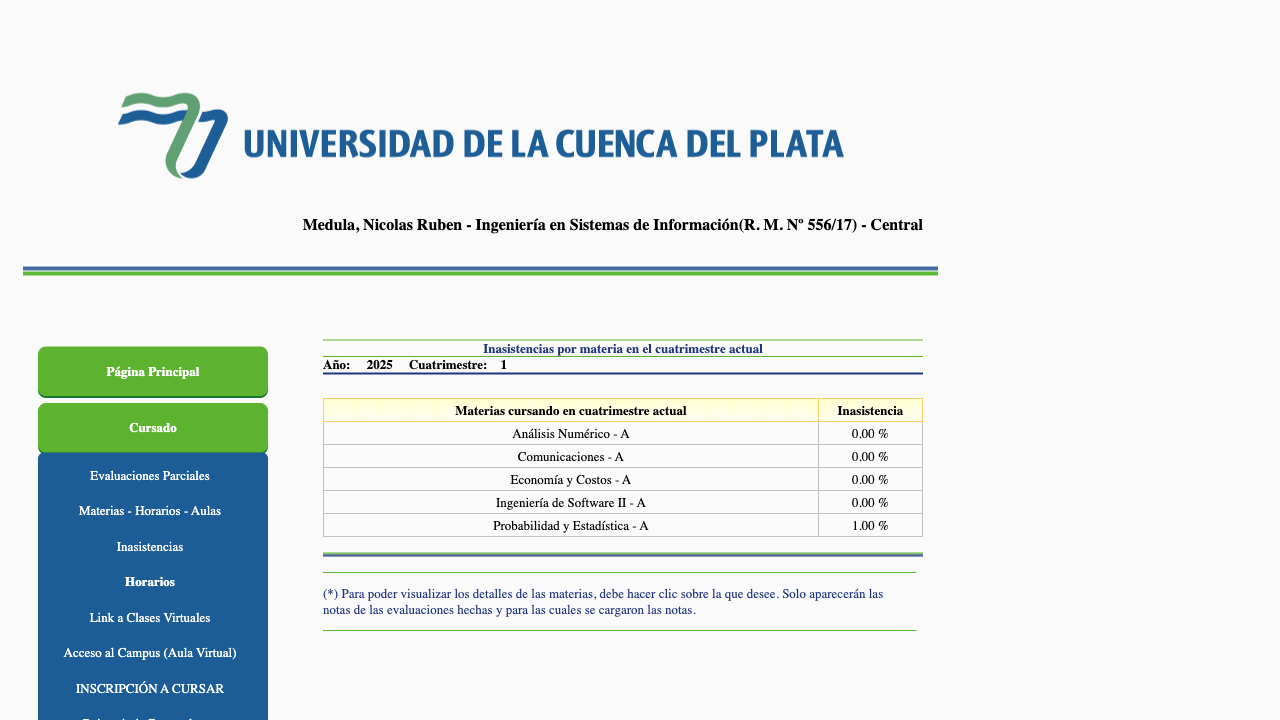 UNIVERSIDAD DE LA CUENCA DEL PLATA
Medula, Nicolas Ruben - Ingeniería en Sistemas de Información(R. M. Nº 556/17) - Central
Página Principal
Cursado
Evaluaciones Parciales
Materias - Horarios - Aulas
Inasistencias
Horarios
Link a Clases Virtuales
Acceso al Campus (Aula Virtual)
INSCRIPCIÓN A CURSAR
Inasistencias por materia en el cuatrimestre actual
Año: 2025 Cuatrimestre: 1
Materias cursando en cuatrimestre actual Inasistencia
Análisis Numérico - A 0.00 %
Comunicaciones - A 0.00 %
Economía y Costos - A 0.00 %
Ingeniería de Software II - A 0.00 %
Probabilidad y Estadística - A 1.00 %
(*) Para poder visualizar los detalles de las materias, debe hacer clic sobre la que desee. Solo aparecerán las
notas de las evaluaciones hechas y para las cuales se cargaron las notas.